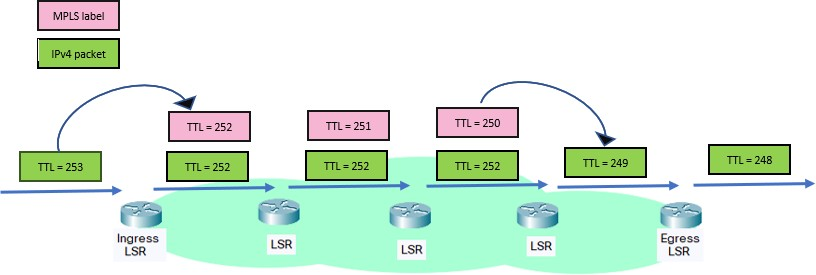 MPLS label
IPv4 packet
TTL = 252
TTL = 251
TTL = 250
TTL = 253
TTL = 252
TTL = 252
TTL = 252
TTL = 249
TTL = 248
Ingress
LSR
LSR
LSR
LSR
Egress
LSR